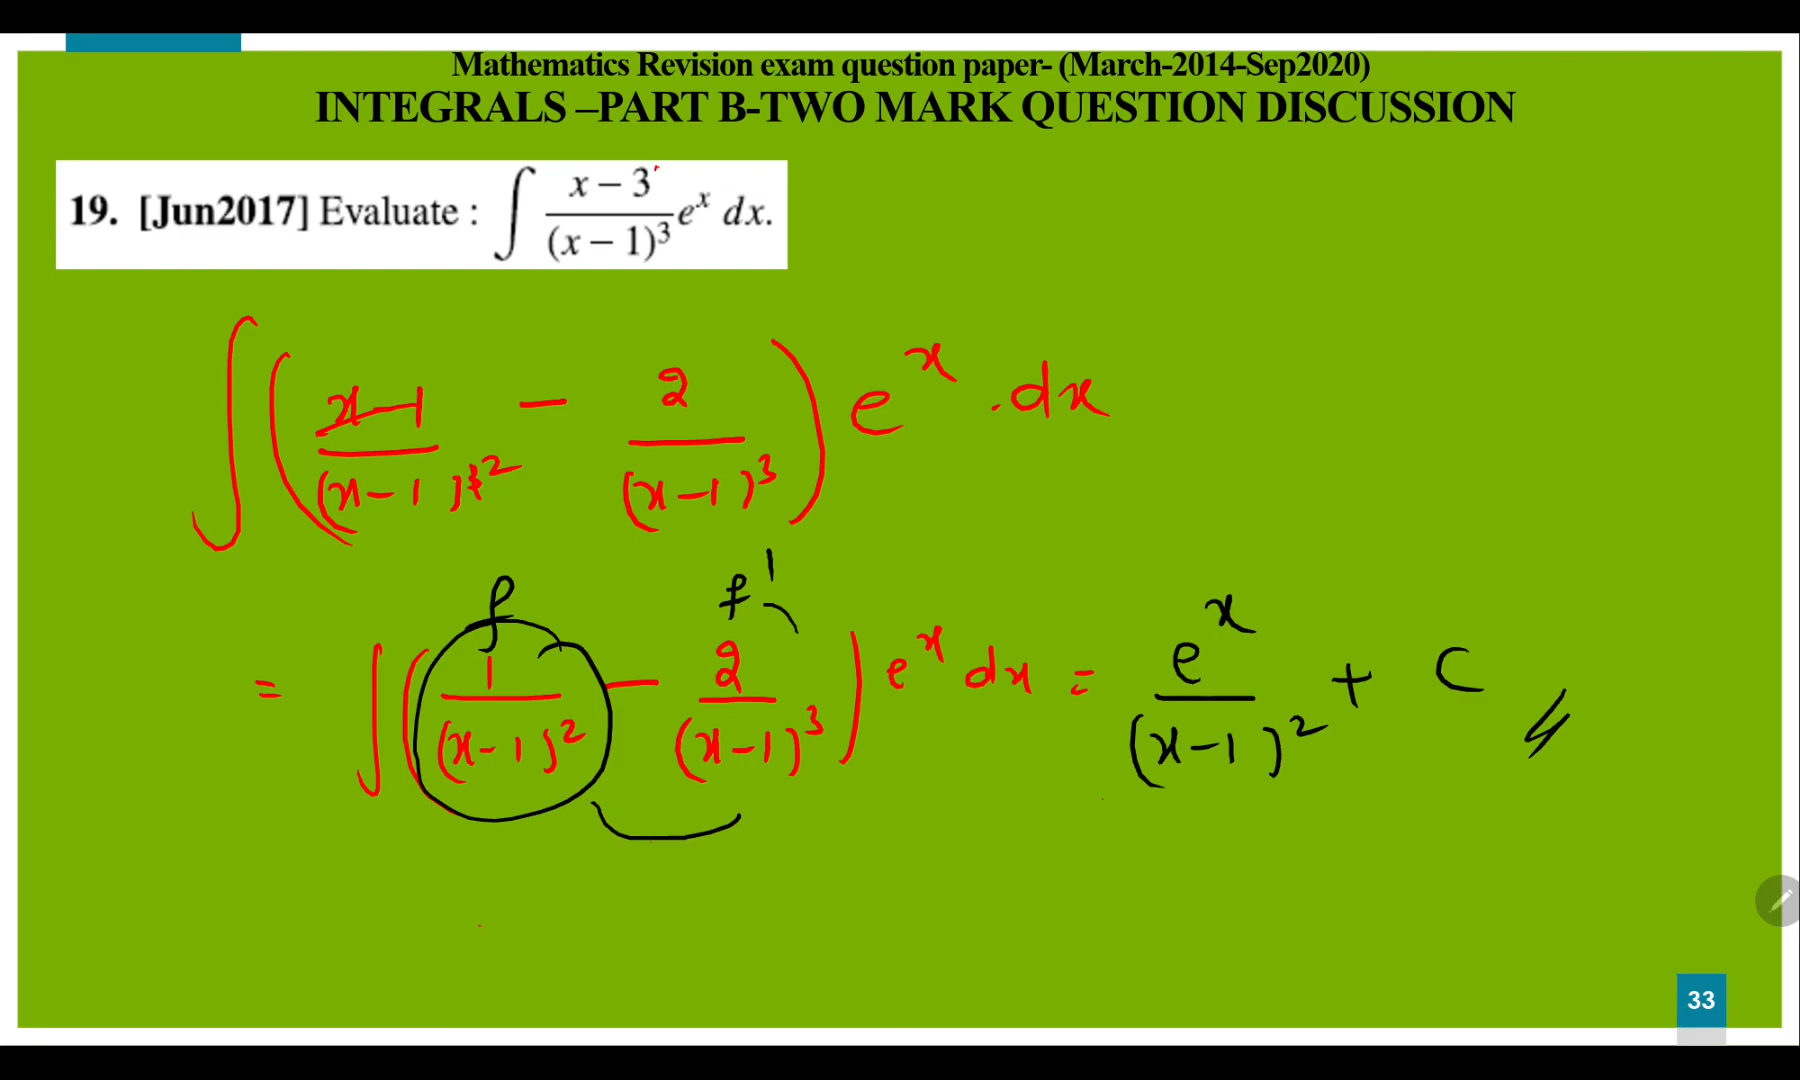 Mathematics Revision exam question paper- (March-2014-Sep2020)
INTEGRALS –PART B-TWO MARK QUESTION DISCUSSION
19. [Jun2017] Evaluate : ∫ (x – 3)/(x – 1)³ eˣ dx.
∫ ( (x-1)/(x-1)³² – 2/(x-1)³ ) eˣ . dx
f f'
= ∫ ( 1/(x-1)² – 2/(x-1)³ ) eˣ dx = eˣ/(x-1)² + C
33